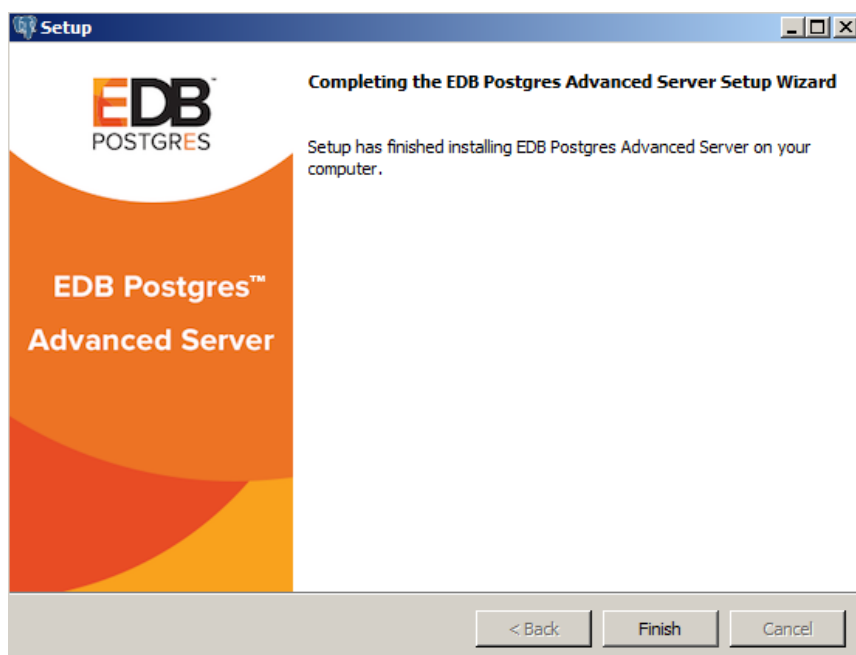 Setup
EDB
POSTGRES
Completing the EDB Postgres Advanced Server Setup Wizard
Setup has finished installing EDB Postgres Advanced Server on your
computer.
EDB Postgres™
Advanced Server
< Back
Finish
Cancel